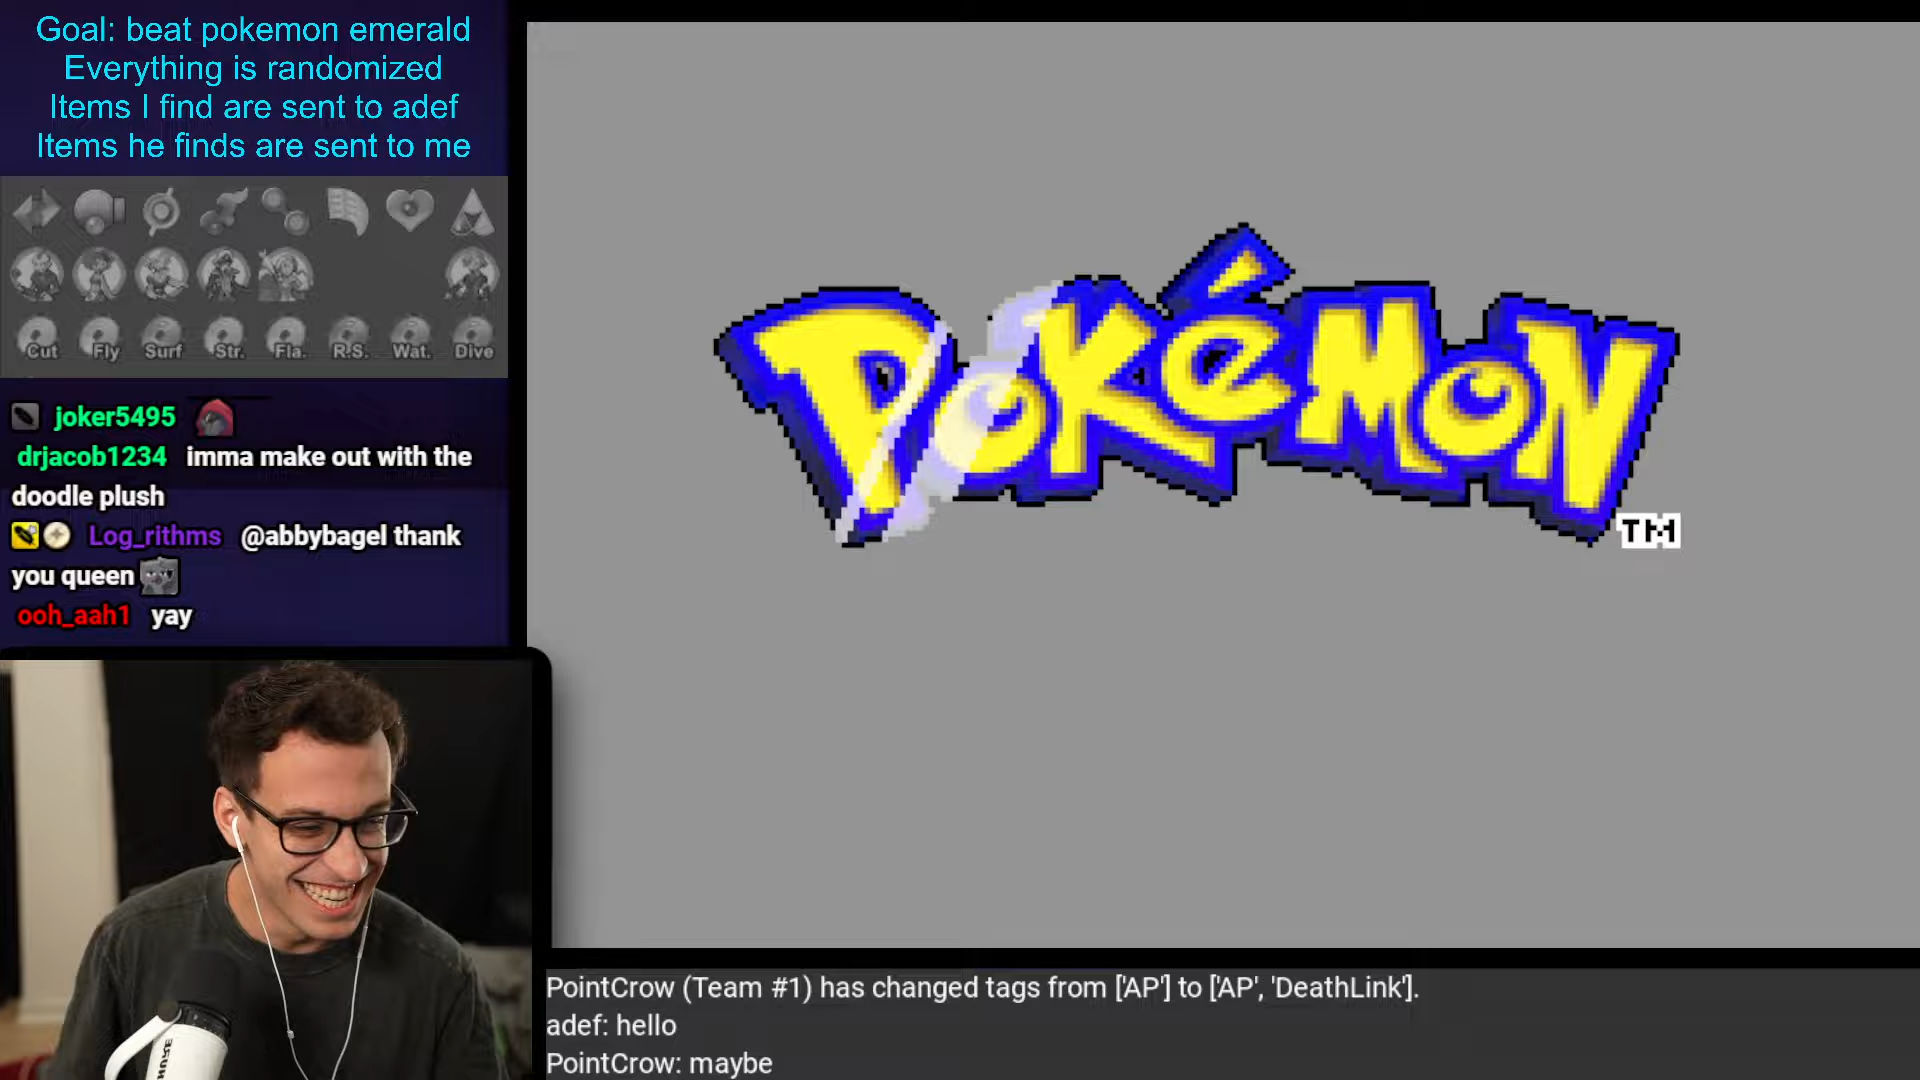 Goal: beat pokemon emerald
Everything is randomized
Items I find are sent to adef
Items he finds are sent to me
Cut Fly Surf Str. Fla. R.S. Wat. Dive
joker5495
drjacob1234 imma make out with the
doodle plush
Log_rithms @abbybagel thank
you queen
ooh_aah1 yay
POKéMON
TM
PointCrow (Team #1) has changed tags from ['AP'] to ['AP', 'DeathLink'].
adef: hello
PointCrow: maybe